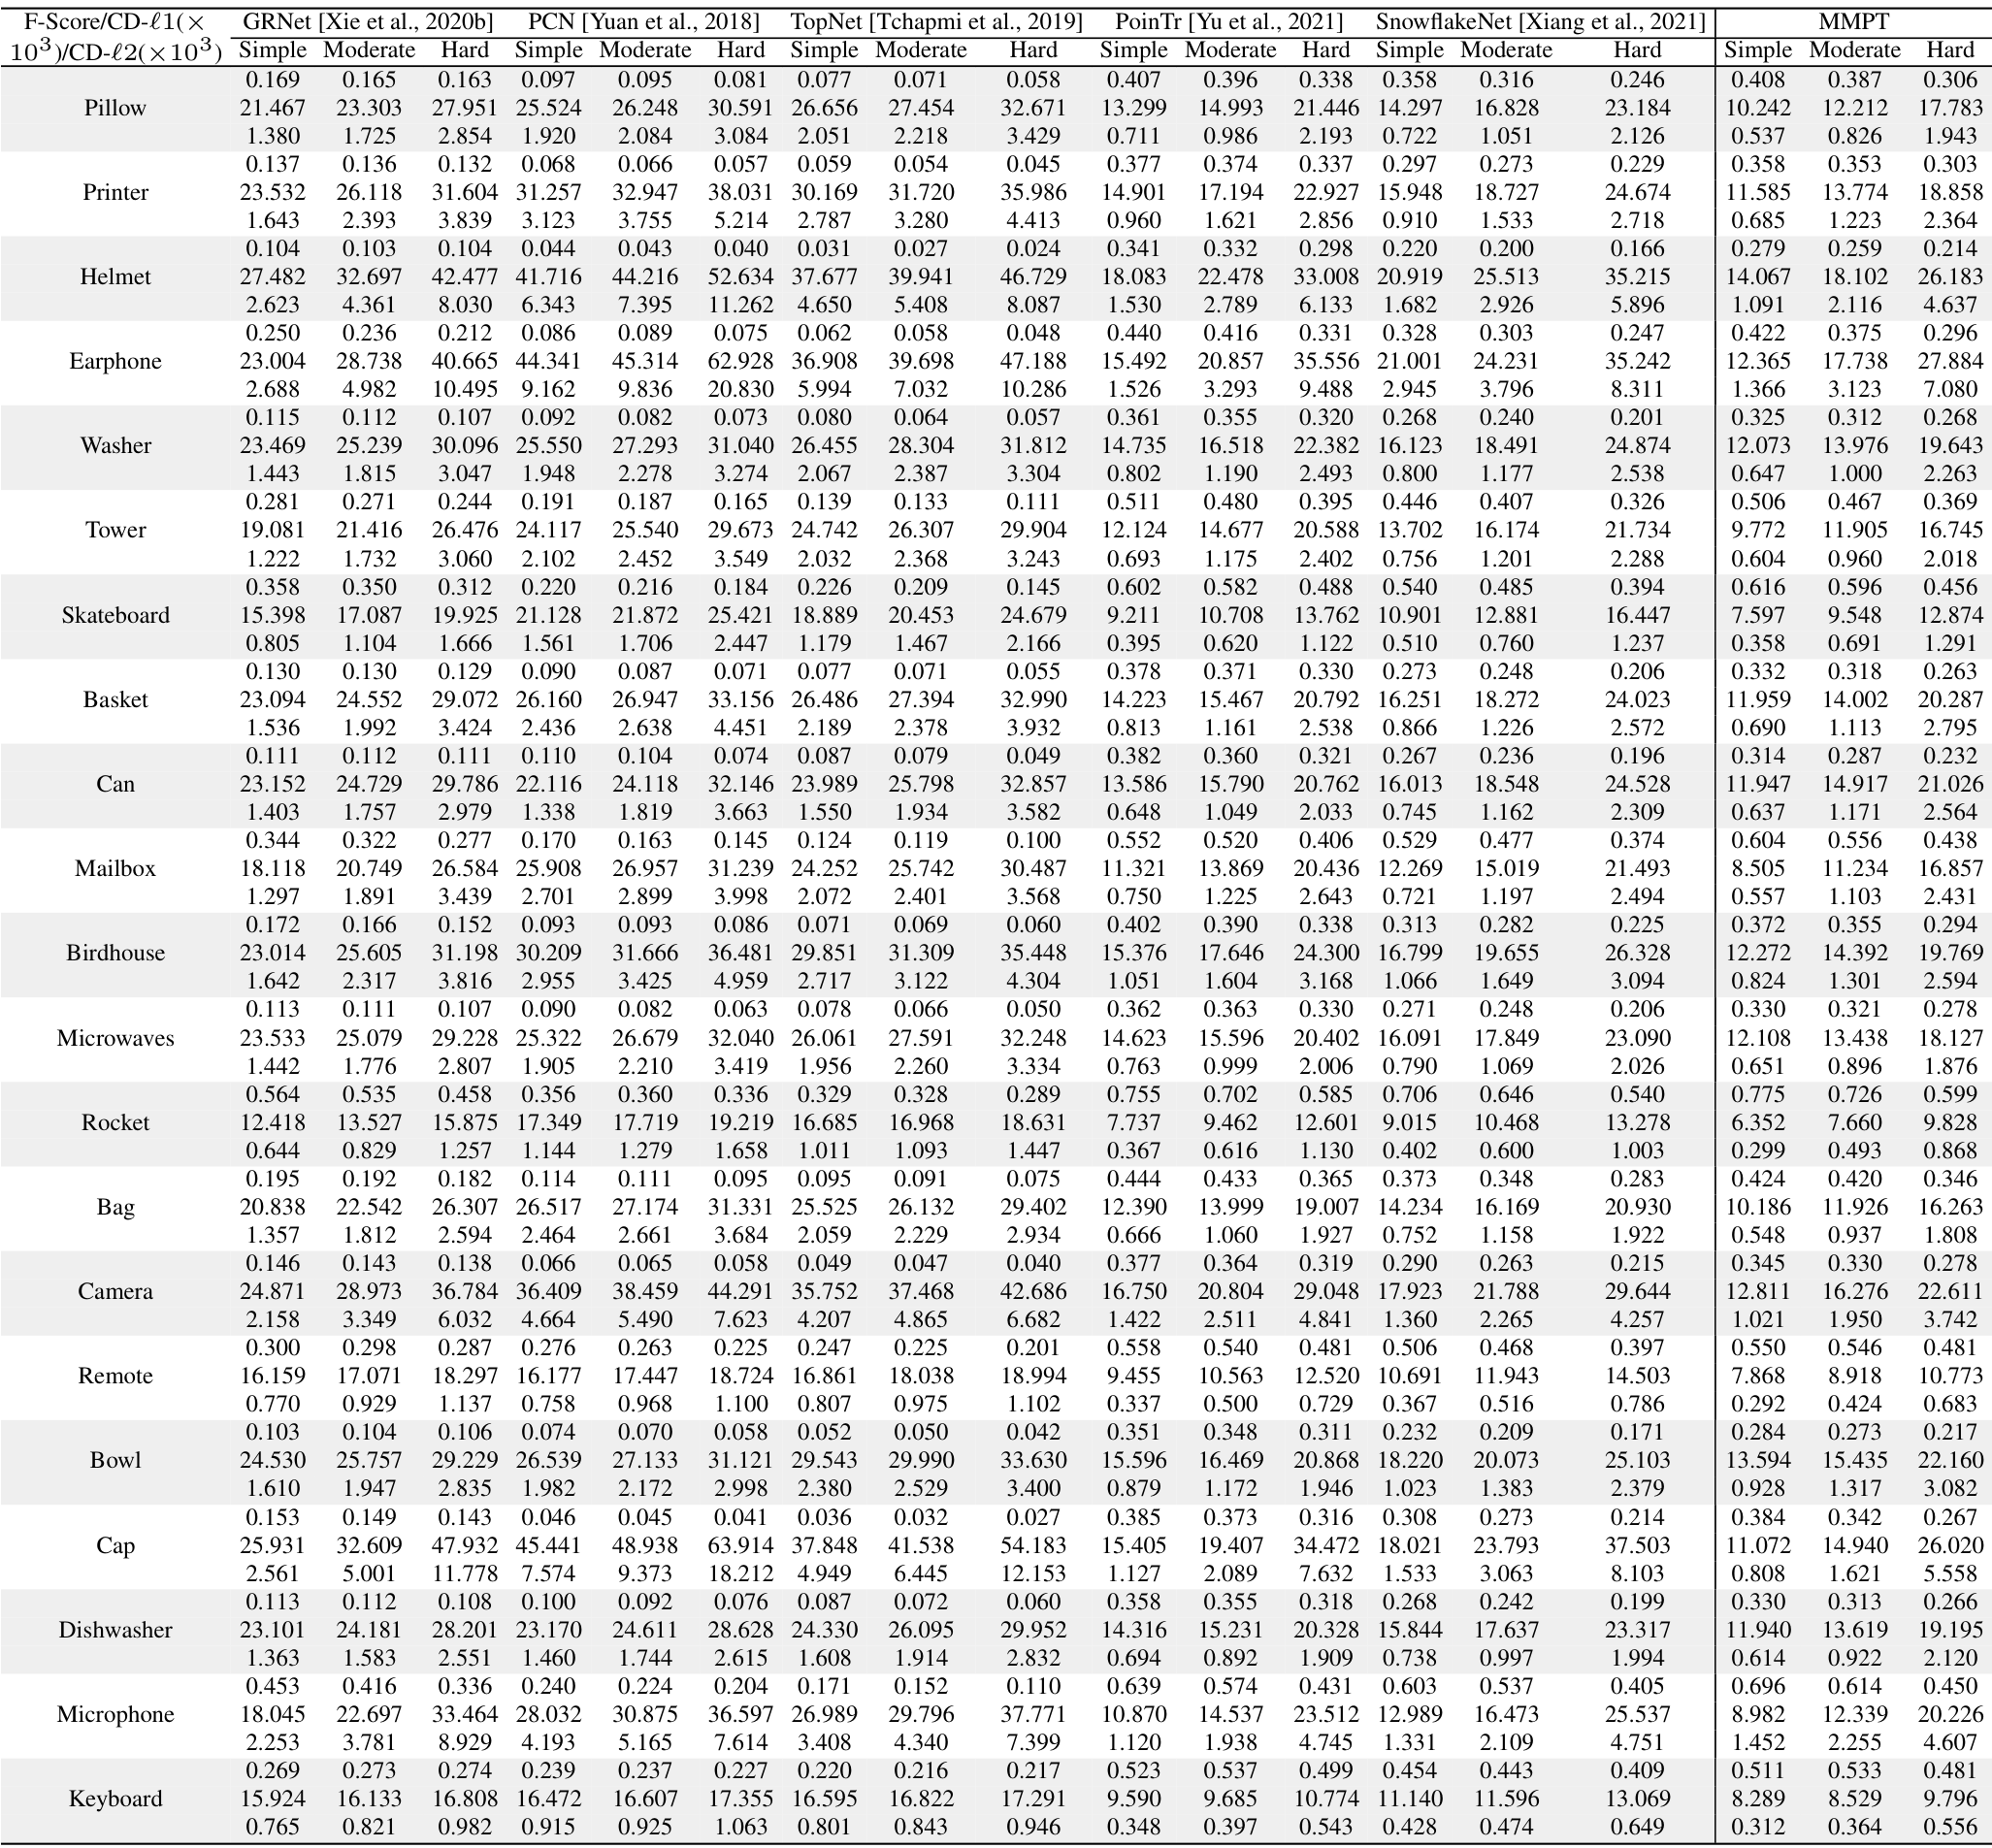 F-Score/CD-ℓ1(× GRNet [Xie et al., 2020b] PCN [Yuan et al., 2018] TopNet [Tchapmi et al., 2019] PoinTr [Yu et al., 2021] SnowflakeNet [Xiang et al., 2021] MMPT
10³)/CD-ℓ2(×10³) Simple Moderate Hard Simple Moderate Hard Simple Moderate Hard Simple Moderate Hard Simple Moderate Hard Simple Moderate Hard
0.169 0.165 0.163 0.097 0.095 0.081 0.077 0.071 0.058 0.407 0.396 0.338 0.358 0.316 0.246 0.408 0.387 0.306
Pillow 21.467 23.303 27.951 25.524 26.248 30.591 26.656 27.454 32.671 13.299 14.993 21.446 14.297 16.828 23.184 10.242 12.212 17.783
1.380 1.725 2.854 1.920 2.084 3.084 2.051 2.218 3.429 0.711 0.986 2.193 0.722 1.051 2.126 0.537 0.826 1.943
0.137 0.136 0.132 0.068 0.066 0.057 0.059 0.054 0.045 0.377 0.374 0.337 0.297 0.273 0.229 0.358 0.353 0.303
Printer 23.532 26.118 31.604 31.257 32.947 38.031 30.169 31.720 35.986 14.901 17.194 22.927 15.948 18.727 24.674 11.585 13.774 18.858
1.643 2.393 3.839 3.123 3.755 5.214 2.787 3.280 4.413 0.960 1.621 2.856 0.910 1.533 2.718 0.685 1.223 2.364
0.104 0.103 0.104 0.044 0.043 0.040 0.031 0.027 0.024 0.341 0.332 0.298 0.220 0.200 0.166 0.279 0.259 0.214
Helmet 27.482 32.697 42.477 41.716 44.216 52.634 37.677 39.941 46.729 18.083 22.478 33.008 20.919 25.513 35.215 14.067 18.102 26.183
2.623 4.361 8.030 6.343 7.395 11.262 4.650 5.408 8.087 1.530 2.789 6.133 1.682 2.926 5.896 1.091 2.116 4.637
0.250 0.236 0.212 0.086 0.089 0.075 0.062 0.058 0.048 0.440 0.416 0.331 0.328 0.303 0.247 0.422 0.375 0.296
Earphone 23.004 28.738 40.665 44.341 45.314 62.928 36.908 39.698 47.188 15.492 20.857 35.556 21.001 24.231 35.242 12.365 17.738 27.884
2.688 4.982 10.495 9.162 9.836 20.830 5.994 7.032 10.286 1.526 3.293 9.488 2.945 3.796 8.311 1.366 3.123 7.080
0.115 0.112 0.107 0.092 0.082 0.073 0.080 0.064 0.057 0.361 0.355 0.320 0.268 0.240 0.201 0.325 0.312 0.268
Washer 23.469 25.239 30.096 25.550 27.293 31.040 26.455 28.304 31.812 14.735 16.518 22.382 16.123 18.491 24.874 12.073 13.976 19.643
1.443 1.815 3.047 1.948 2.278 3.274 2.067 2.387 3.304 0.802 1.190 2.493 0.800 1.177 2.538 0.647 1.000 2.263
0.281 0.271 0.244 0.191 0.187 0.165 0.139 0.133 0.111 0.511 0.480 0.395 0.446 0.407 0.326 0.506 0.467 0.369
Tower 19.081 21.416 26.476 24.117 25.540 29.673 24.742 26.307 29.904 12.124 14.677 20.588 13.702 16.174 21.734 9.772 11.905 16.745
1.222 1.732 3.060 2.102 2.452 3.549 2.032 2.368 3.243 0.693 1.175 2.402 0.756 1.201 2.288 0.604 0.960 2.018
0.358 0.350 0.312 0.220 0.216 0.184 0.226 0.209 0.145 0.602 0.582 0.488 0.540 0.485 0.394 0.616 0.596 0.456
Skateboard 15.398 17.087 19.925 21.128 21.872 25.421 18.889 20.453 24.679 9.211 10.708 13.762 10.901 12.881 16.447 7.597 9.548 12.874
0.805 1.104 1.666 1.561 1.706 2.447 1.179 1.467 2.166 0.395 0.620 1.122 0.510 0.760 1.237 0.358 0.691 1.291
0.130 0.130 0.129 0.090 0.087 0.071 0.077 0.071 0.055 0.378 0.371 0.330 0.273 0.248 0.206 0.332 0.318 0.263
Basket 23.094 24.552 29.072 26.160 26.947 33.156 26.486 27.394 32.990 14.223 15.467 20.792 16.251 18.272 24.023 11.959 14.002 20.287
1.536 1.992 3.424 2.436 2.638 4.451 2.189 2.378 3.932 0.813 1.161 2.538 0.866 1.226 2.572 0.690 1.113 2.795
0.111 0.112 0.111 0.110 0.104 0.074 0.087 0.079 0.049 0.382 0.360 0.321 0.267 0.236 0.196 0.314 0.287 0.232
Can 23.152 24.729 29.786 22.116 24.118 32.146 23.989 25.798 32.857 13.586 15.790 20.762 16.013 18.548 24.528 11.947 14.917 21.026
1.403 1.757 2.979 1.338 1.819 3.663 1.550 1.934 3.582 0.648 1.049 2.033 0.745 1.162 2.309 0.637 1.171 2.564
0.344 0.322 0.277 0.170 0.163 0.145 0.124 0.119 0.100 0.552 0.520 0.406 0.529 0.477 0.374 0.604 0.556 0.438
Mailbox 18.118 20.749 26.584 25.908 26.957 31.239 24.252 25.742 30.487 11.321 13.869 20.436 12.269 15.019 21.493 8.505 11.234 16.857
1.297 1.891 3.439 2.701 2.899 3.998 2.072 2.401 3.568 0.750 1.225 2.643 0.721 1.197 2.494 0.557 1.103 2.431
0.172 0.166 0.152 0.093 0.093 0.086 0.071 0.069 0.060 0.402 0.390 0.338 0.313 0.282 0.225 0.372 0.355 0.294
Birdhouse 23.014 25.605 31.198 30.209 31.666 36.481 29.851 31.309 35.448 15.376 17.646 24.300 16.799 19.655 26.328 12.272 14.392 19.769
1.642 2.317 3.816 2.955 3.425 4.959 2.717 3.122 4.304 1.051 1.604 3.168 1.066 1.649 3.094 0.824 1.301 2.594
0.113 0.111 0.107 0.090 0.082 0.063 0.078 0.066 0.050 0.362 0.363 0.330 0.271 0.248 0.206 0.330 0.321 0.278
Microwaves 23.533 25.079 29.228 25.322 26.679 32.040 26.061 27.591 32.248 14.623 15.596 20.402 16.091 17.849 23.090 12.108 13.438 18.127
1.442 1.776 2.807 1.905 2.210 3.419 1.956 2.260 3.334 0.763 0.999 2.006 0.790 1.069 2.026 0.651 0.896 1.876
0.564 0.535 0.458 0.356 0.360 0.336 0.329 0.328 0.289 0.755 0.702 0.585 0.706 0.646 0.540 0.775 0.726 0.599
Rocket 12.418 13.527 15.875 17.349 17.719 19.219 16.685 16.968 18.631 7.737 9.462 12.601 9.015 10.468 13.278 6.352 7.660 9.828
0.644 0.829 1.257 1.144 1.279 1.658 1.011 1.093 1.447 0.367 0.616 1.130 0.402 0.600 1.003 0.299 0.493 0.868
0.195 0.192 0.182 0.114 0.111 0.095 0.095 0.091 0.075 0.444 0.433 0.365 0.373 0.348 0.283 0.424 0.420 0.346
Bag 20.838 22.542 26.307 26.517 27.174 31.331 25.525 26.132 29.402 12.390 13.999 19.007 14.234 16.169 20.930 10.186 11.926 16.263
1.357 1.812 2.594 2.464 2.661 3.684 2.059 2.229 2.934 0.666 1.060 1.927 0.752 1.158 1.922 0.548 0.937 1.808
0.146 0.143 0.138 0.066 0.065 0.058 0.049 0.047 0.040 0.377 0.364 0.319 0.290 0.263 0.215 0.345 0.330 0.278
Camera 24.871 28.973 36.784 36.409 38.459 44.291 35.752 37.468 42.686 16.750 20.804 29.048 17.923 21.788 29.644 12.811 16.276 22.611
2.158 3.349 6.032 4.664 5.490 7.623 4.207 4.865 6.682 1.422 2.511 4.841 1.360 2.265 4.257 1.021 1.950 3.742
0.300 0.298 0.287 0.276 0.263 0.225 0.247 0.225 0.201 0.558 0.540 0.481 0.506 0.468 0.397 0.550 0.546 0.481
Remote 16.159 17.071 18.297 16.177 17.447 18.724 16.861 18.038 18.994 9.455 10.563 12.520 10.691 11.943 14.503 7.868 8.918 10.773
0.770 0.929 1.137 0.758 0.968 1.100 0.807 0.975 1.102 0.337 0.500 0.729 0.367 0.516 0.786 0.292 0.424 0.683
0.103 0.104 0.106 0.074 0.070 0.058 0.052 0.050 0.042 0.351 0.348 0.311 0.232 0.209 0.171 0.284 0.273 0.217
Bowl 24.530 25.757 29.229 26.539 27.133 31.121 29.543 29.990 33.630 15.596 16.469 20.868 18.220 20.073 25.103 13.594 15.435 22.160
1.610 1.947 2.835 1.982 2.172 2.998 2.380 2.529 3.400 0.879 1.172 1.946 1.023 1.383 2.379 0.928 1.317 3.082
0.153 0.149 0.143 0.046 0.045 0.041 0.036 0.032 0.027 0.385 0.373 0.316 0.308 0.273 0.214 0.384 0.342 0.267
Cap 25.931 32.609 47.932 45.441 48.938 63.914 37.848 41.538 54.183 15.405 19.407 34.472 18.021 23.793 37.503 11.072 14.940 26.020
2.561 5.001 11.778 7.574 9.373 18.212 4.949 6.445 12.153 1.127 2.089 7.632 1.533 3.063 8.103 0.808 1.621 5.558
0.113 0.112 0.108 0.100 0.092 0.076 0.087 0.072 0.060 0.358 0.355 0.318 0.268 0.242 0.199 0.330 0.313 0.266
Dishwasher 23.101 24.181 28.201 23.170 24.611 28.628 24.330 26.095 29.952 14.316 15.231 20.328 15.844 17.637 23.317 11.940 13.619 19.195
1.363 1.583 2.551 1.460 1.744 2.615 1.608 1.914 2.832 0.694 0.892 1.909 0.738 0.997 1.994 0.614 0.922 2.120
0.453 0.416 0.336 0.240 0.224 0.204 0.171 0.152 0.110 0.639 0.574 0.431 0.603 0.537 0.405 0.696 0.614 0.450
Microphone 18.045 22.697 33.464 28.032 30.875 36.597 26.989 29.796 37.771 10.870 14.537 23.512 12.989 16.473 25.537 8.982 12.339 20.226
2.253 3.781 8.929 4.193 5.165 7.614 3.408 4.340 7.399 1.120 1.938 4.745 1.331 2.109 4.751 1.452 2.255 4.607
0.269 0.273 0.274 0.239 0.237 0.227 0.220 0.216 0.217 0.523 0.537 0.499 0.454 0.443 0.409 0.511 0.533 0.481
Keyboard 15.924 16.133 16.808 16.472 16.607 17.355 16.595 16.822 17.291 9.590 9.685 10.774 11.140 11.596 13.069 8.289 8.529 9.796
0.765 0.821 0.982 0.915 0.925 1.063 0.801 0.843 0.946 0.348 0.397 0.543 0.428 0.474 0.649 0.312 0.364 0.556